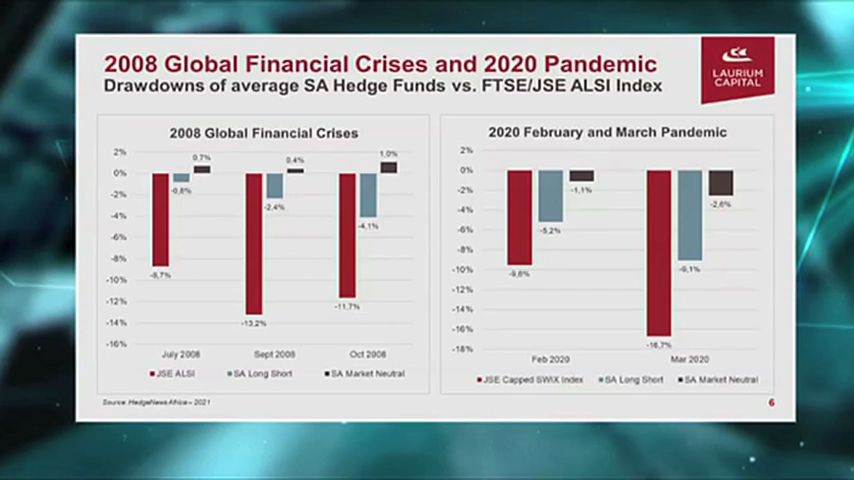 2008 Global Financial Crises and 2020 Pandemic
Drawdowns of average SA Hedge Funds vs. FTSE/JSE ALSI Index
LAURIUM
CAPITAL
2008 Global Financial Crises
2%
0%
-2%
-4%
-6%
-8%
-10%
-12%
-14%
-16%
0,7%
0,4%
1,0%
-0,8%
-2,4%
-4,1%
-8,7%
-13,2%
-11,7%
July 2008
Sept 2008
Oct 2008
JSE ALSI
SA Long Short
SA Market Neutral
2020 February and March Pandemic
2%
0%
-2%
-4%
-6%
-8%
-10%
-12%
-14%
-16%
-18%
-1,1%
-2,6%
-5,2%
-9,1%
-9,6%
-16,7%
Feb 2020
Mar 2020
JSE Capped SWIX Index
SA Long Short
SA Market Neutral
Source: HedgeNews Africa – 2021
6